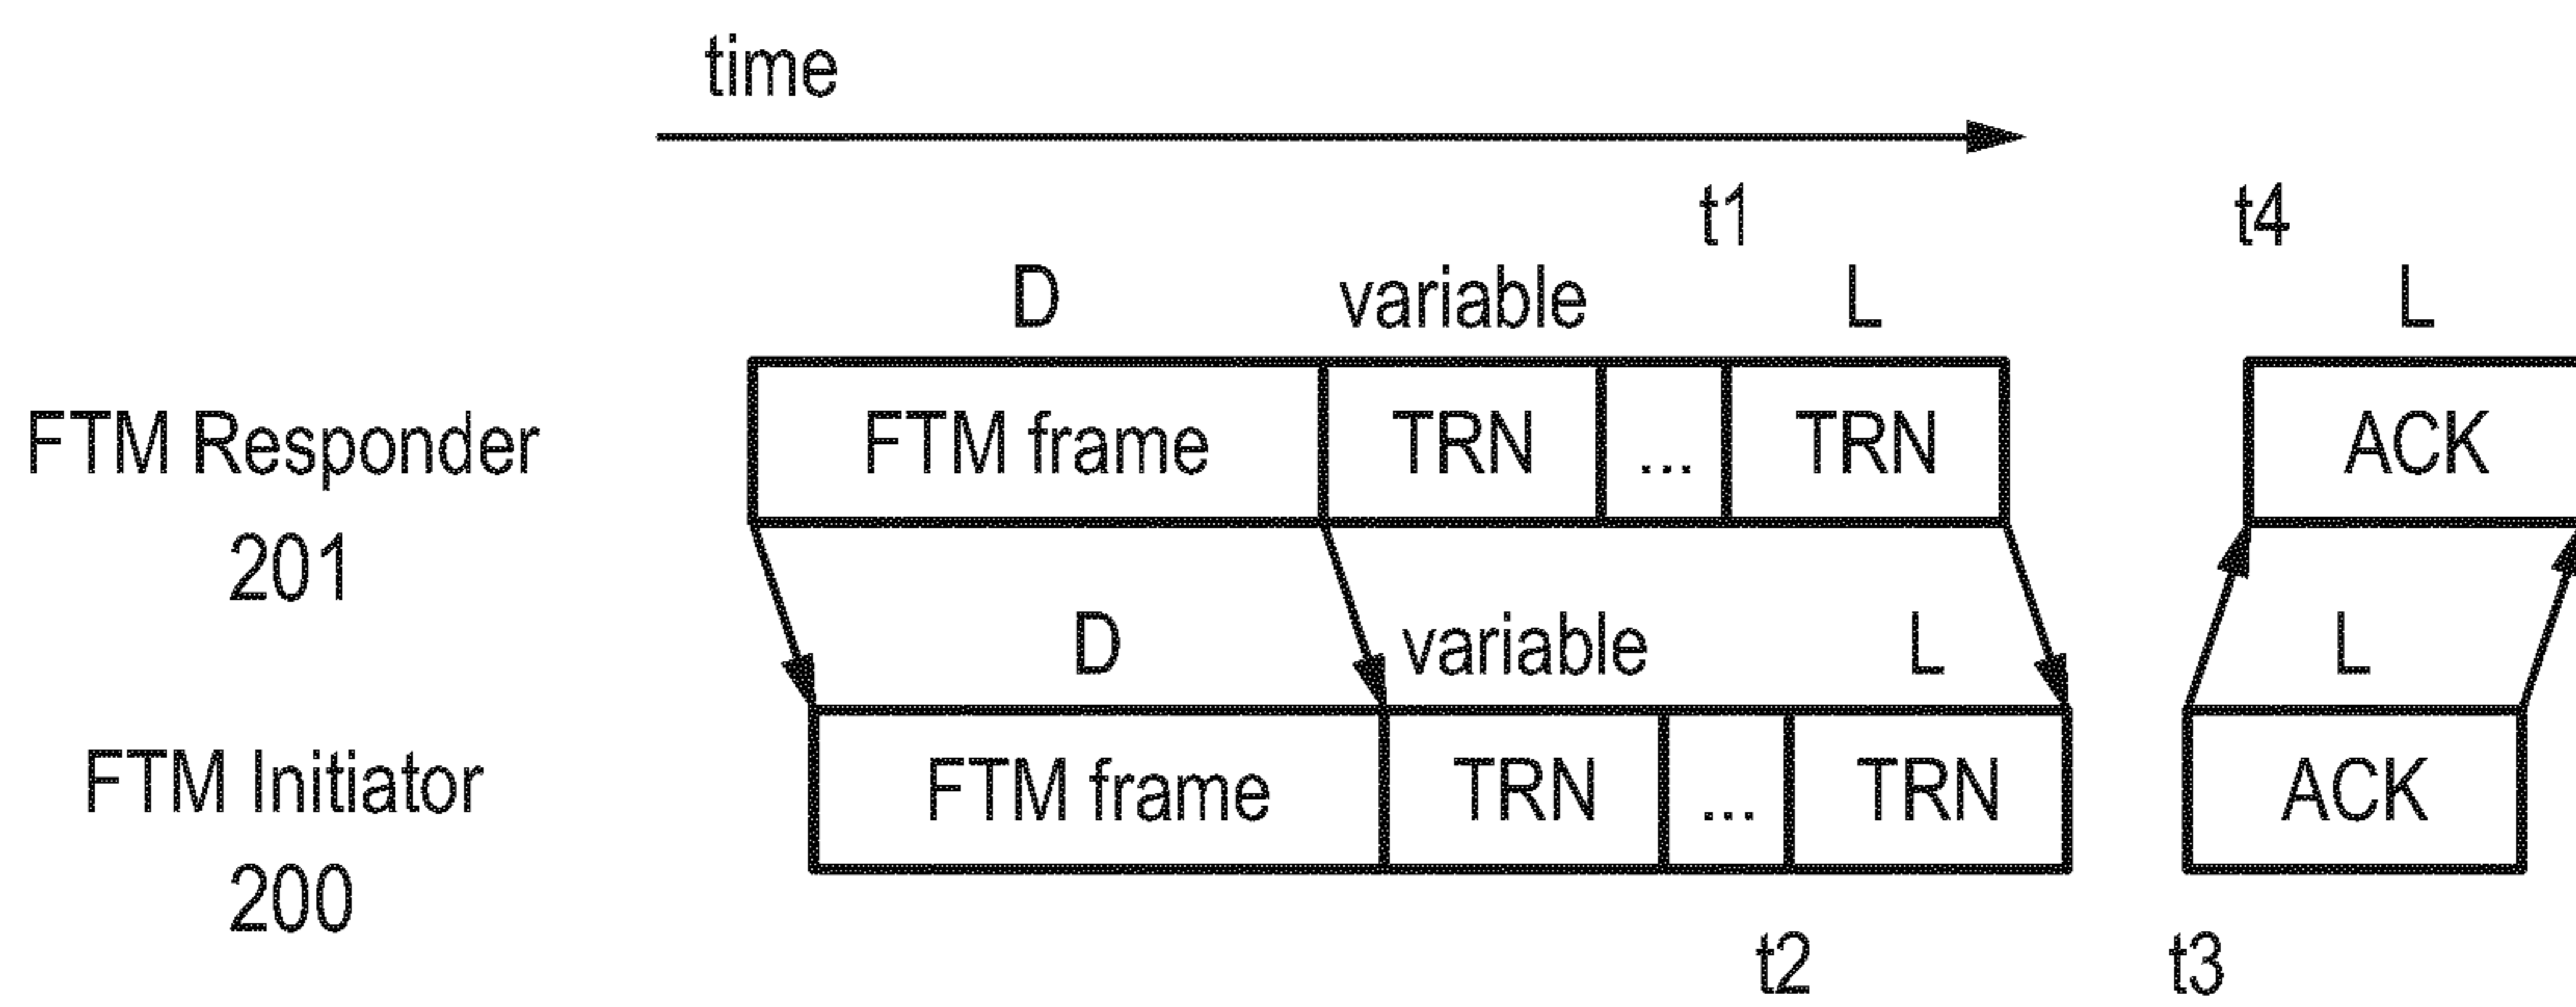 time
t1 t4
D variable L L
FTM Responder FTM frame TRN ... TRN ACK
201
D variable L L
FTM Initiator FTM frame TRN ... TRN ACK
200
t2 t3